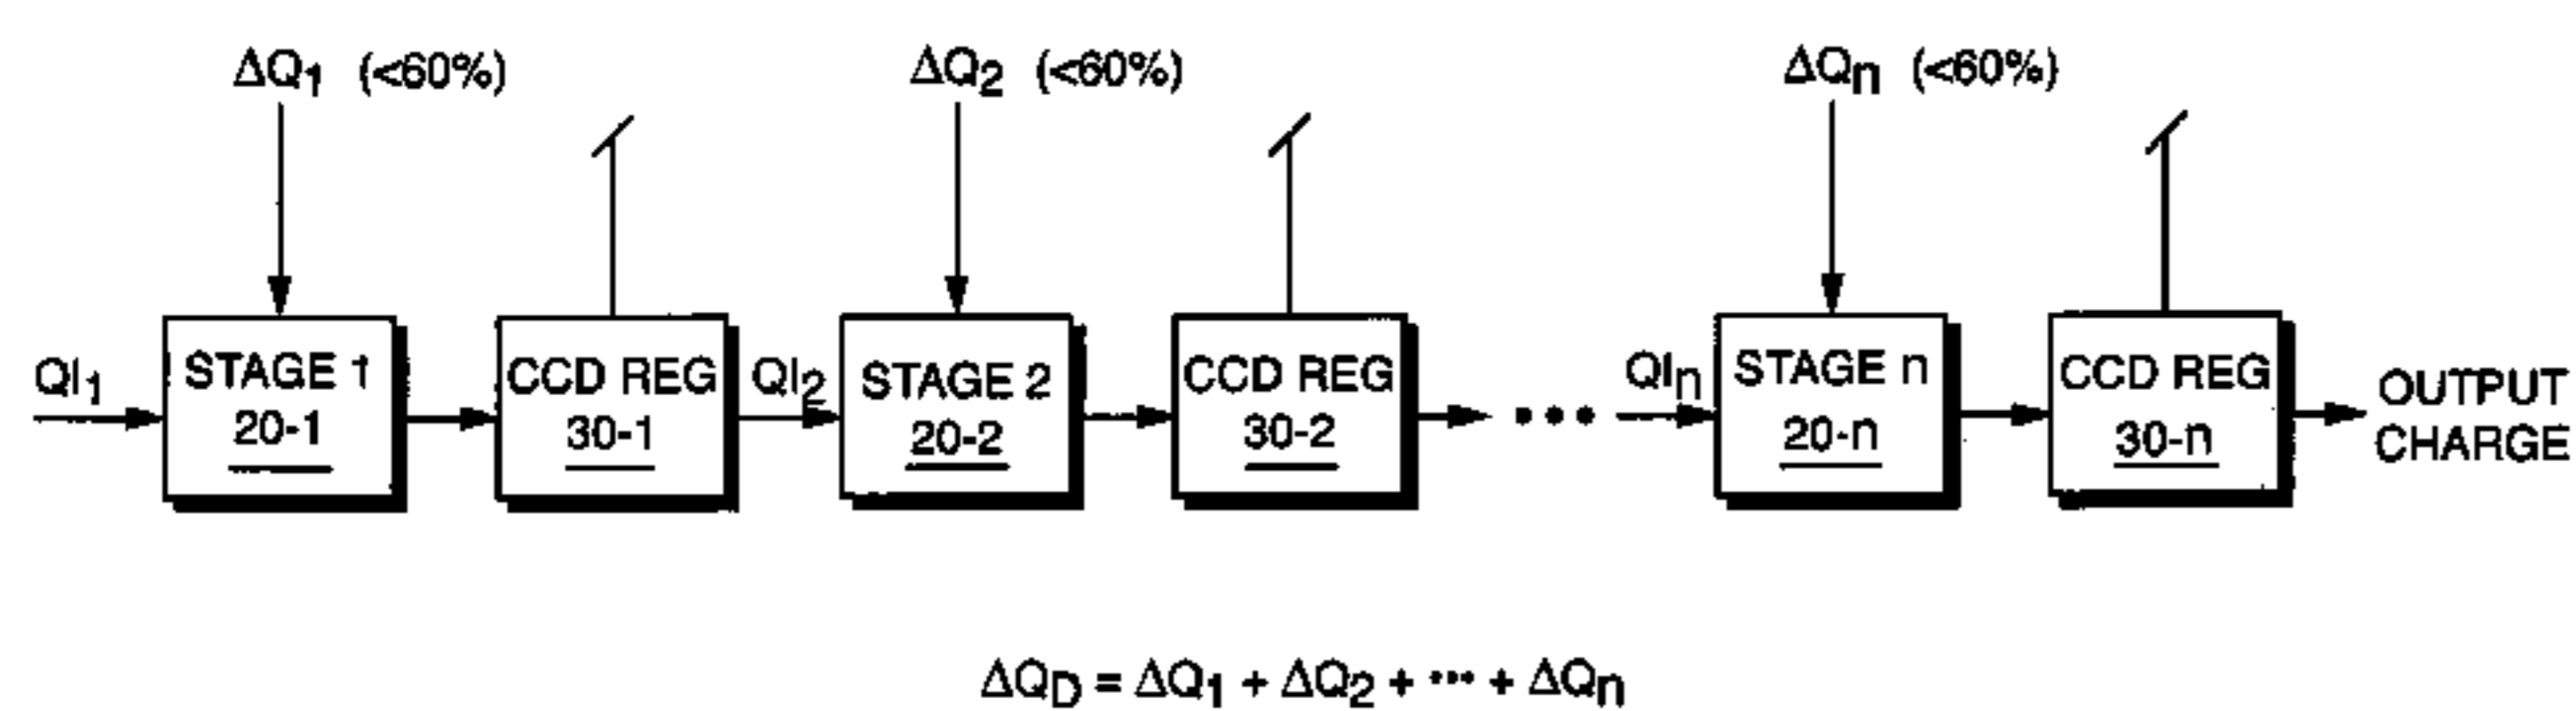 ΔQ1 (<60%)
ΔQ2 (<60%)
ΔQn (<60%)
QI1
STAGE 1
20-1
CCD REG
30-1
QI2
STAGE 2
20-2
CCD REG
30-2
•••
QIn
STAGE n
20-n
CCD REG
30-n
OUTPUT
CHARGE
ΔQD = ΔQ1 + ΔQ2 + ··· + ΔQn